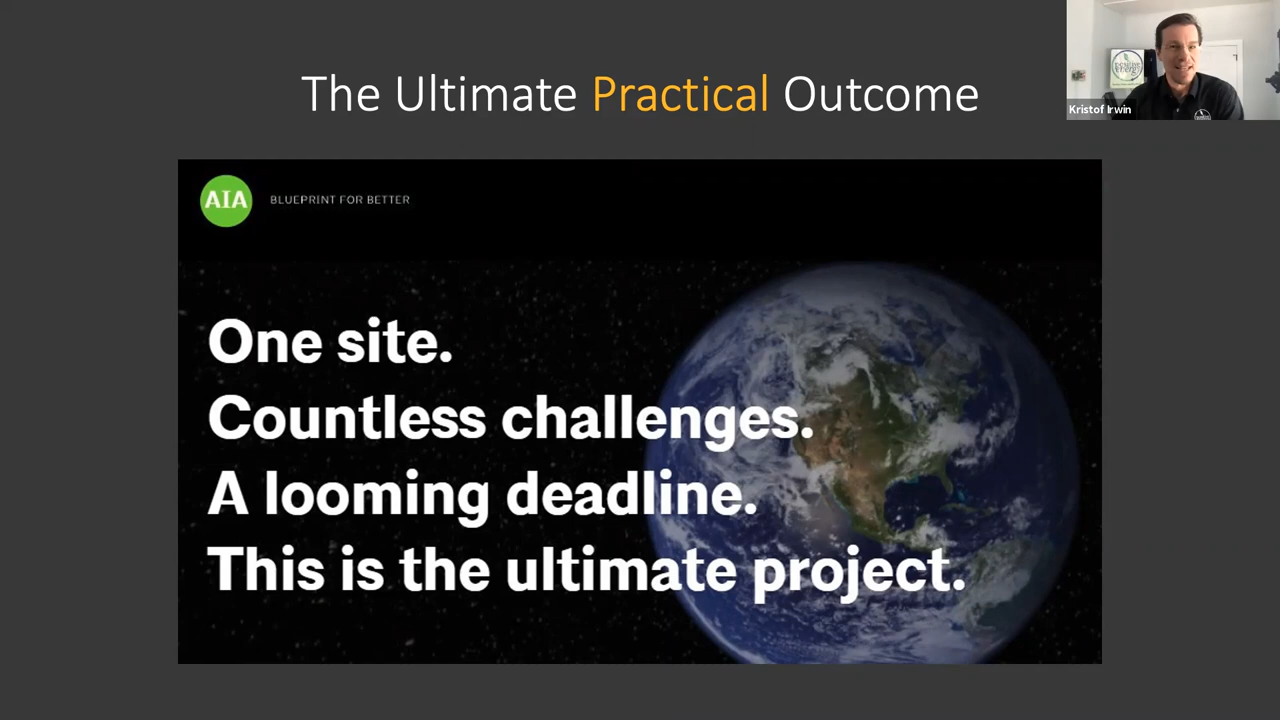 The Ultimate Practical Outcome
Kristof Irwin
AIA
BLUEPRINT FOR BETTER
One site.
Countless challenges.
A looming deadline.
This is the ultimate project.